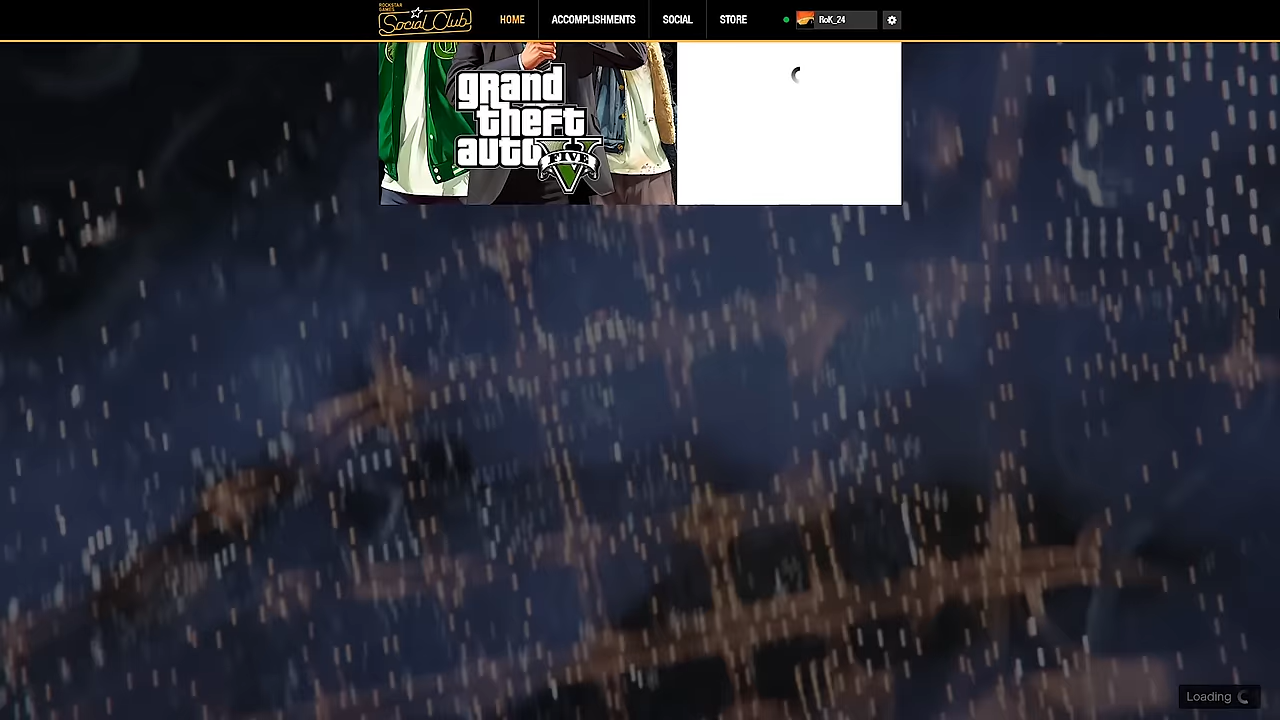 ROCKSTAR
GAMES
Social Club
HOME
ACCOMPLISHMENTS
SOCIAL
STORE
RoK_24
grand
theft
auto
V
FIVE
Loading